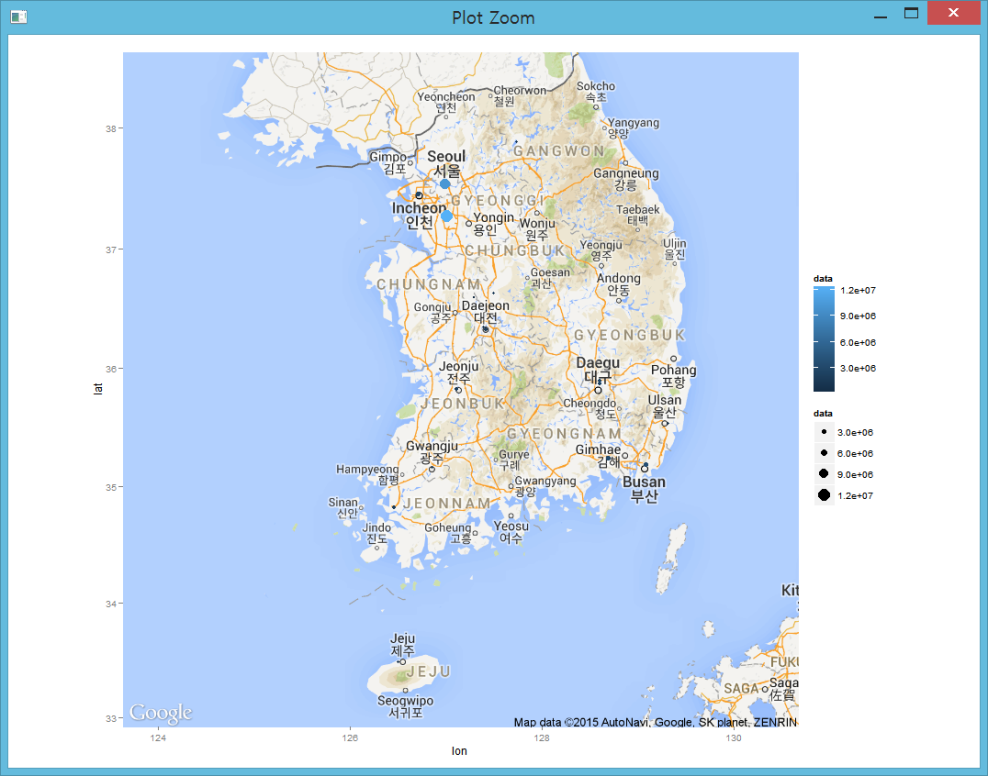 Plot Zoom
Yeoncheon
연천
Cheorwon
철원
Sokcho
속초
Yangyang
양양
Gimpo
김포
Seoul
서울
GANGWON
Gangneung
강릉
Incheon
인천
GYEONGGI
Yongin
용인
Wonju
원주
Taebaek
태백
CHUNGBUK
Yeongju
영주
Uljin
울진
CHUNGNAM
Goesan
괴산
Andong
안동
Gongju
공주
Daejeon
대전
GYEONGBUK
Jeonju
전주
Daegu
대구
Pohang
포항
JEONBUK
Cheongdo
청도
Ulsan
울산
GYEONGNAM
Gwangju
광주
Gurye
구례
Gimhae
김해
Hampyeong
함평
Gwangyang
광양
Busan
부산
Sinan
신안
JEONNAM
Jindo
진도
Goheung
고흥
Yeosu
여수
Kit
Jeju
제주
JEJU
Seogwipo
서귀포
FUKU
SAGA
Saga
佐賀
Google
Map data ©2015 AutoNavi, Google, SK planet, ZENRIN
38
37
36
35
34
33
lat
124
126
128
130
lon
data
1.2e+07
9.0e+06
6.0e+06
3.0e+06
data
3.0e+06
6.0e+06
9.0e+06
1.2e+07